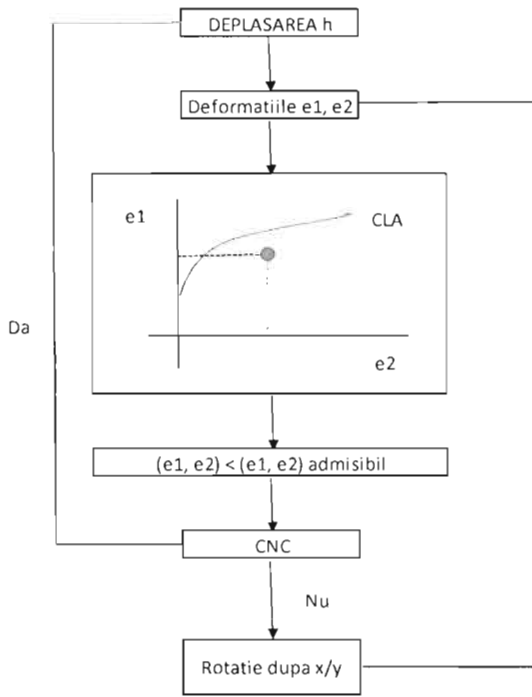 DEPLASAREA h
Deformatiile e1, e2
e1
CLA
Da
e2
(e1, e2) < (e1, e2) admisibil
CNC
Nu
Rotatie dupa x/y